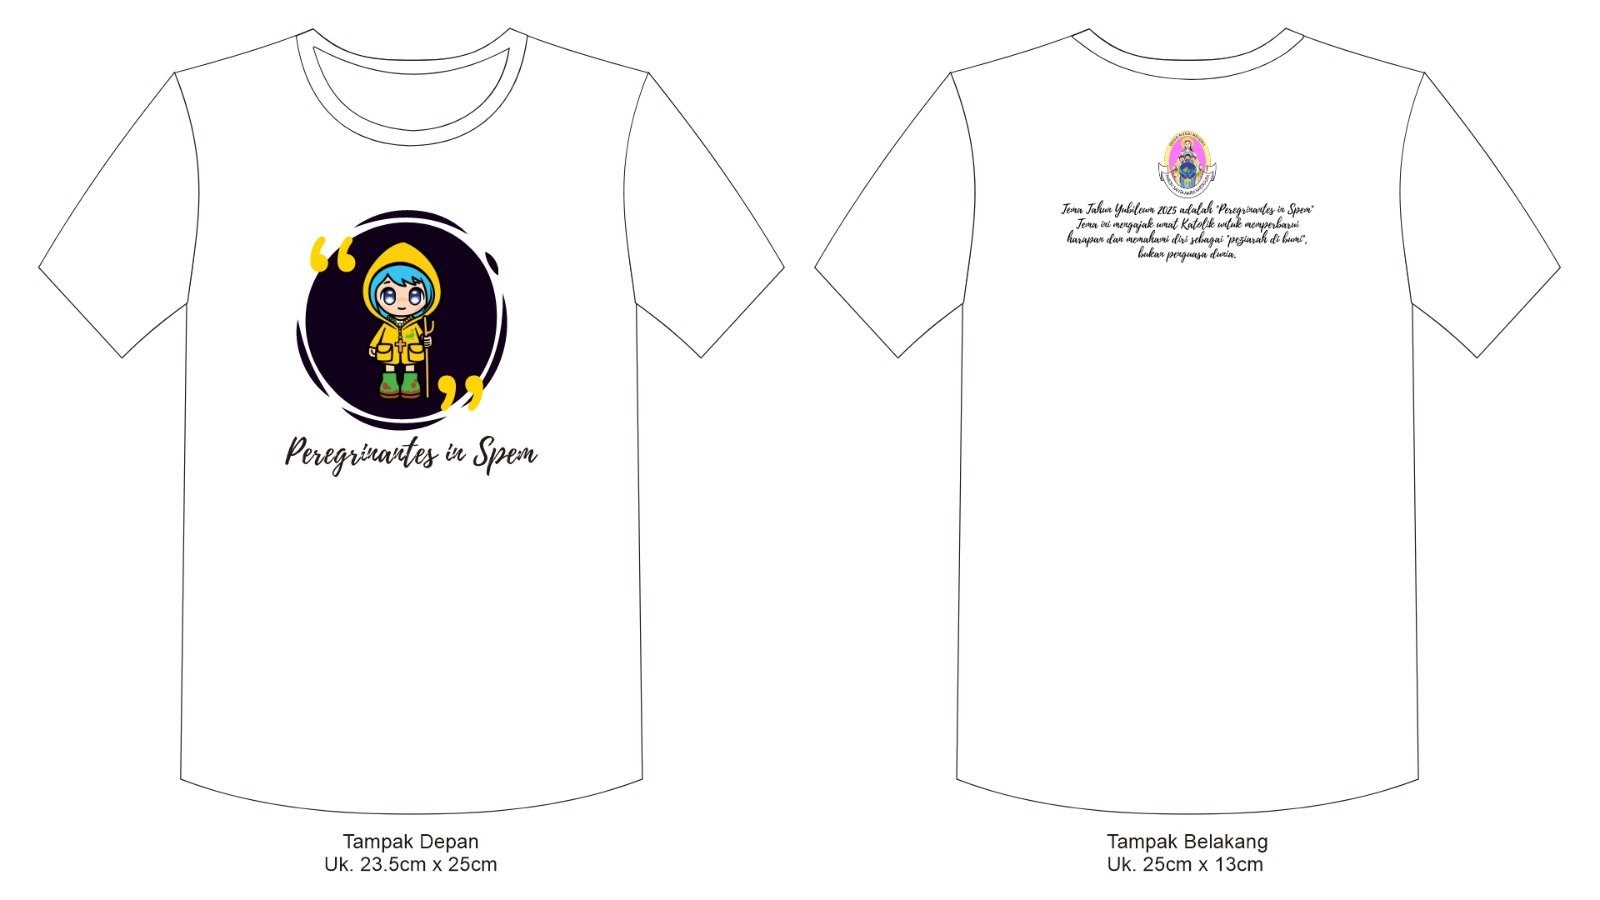 “
”
Peregrinantes in Spem
Tema Tahun Yubileum 2025 adalah "Peregrinantes in Spem"
Tema ini mengajak umat Katolik untuk memperbarui
harapan dan memahami diri sebagai "peziarah di bumi",
bukan penguasa dunia.
Tampak Depan
Uk. 23.5cm x 25cm
Tampak Belakang
Uk. 25cm x 13cm